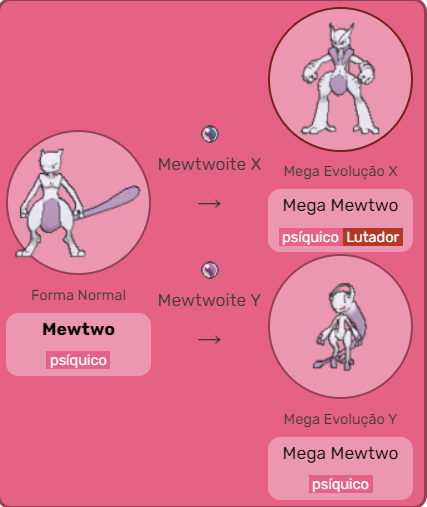 Forma Normal
Mewtwo
psíquico
Mewtwoite X
→
Mega Evolução X
Mega Mewtwo
psíquico Lutador
Mewtwoite Y
→
Mega Evolução Y
Mega Mewtwo
psíquico